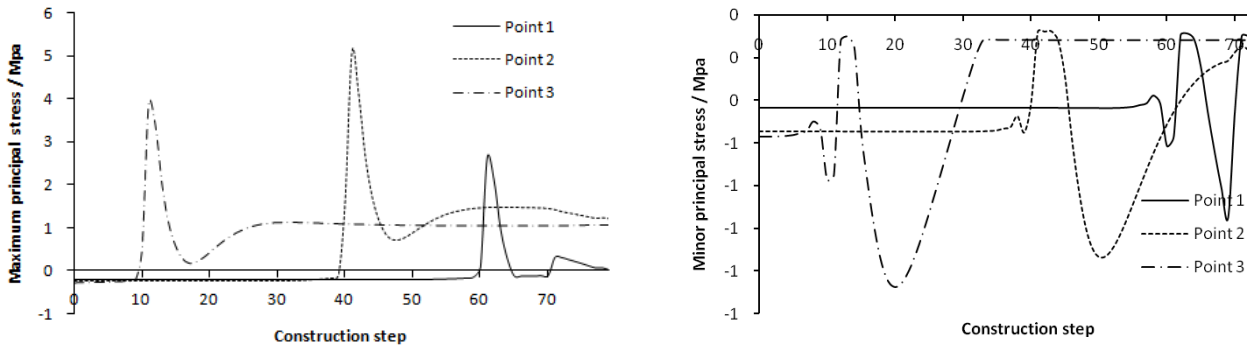 Maximum principal stress / Mpa
6
5
4
3
2
1
0
-1
0 10 20 30 40 50 60 70
Construction step
Point 1
Point 2
Point 3
Minor principal stress / Mpa
0
0
0
-1
-1
-1
-1
-1
0 10 20 30 40 50 60 70
Construction step
Point 1
Point 2
Point 3